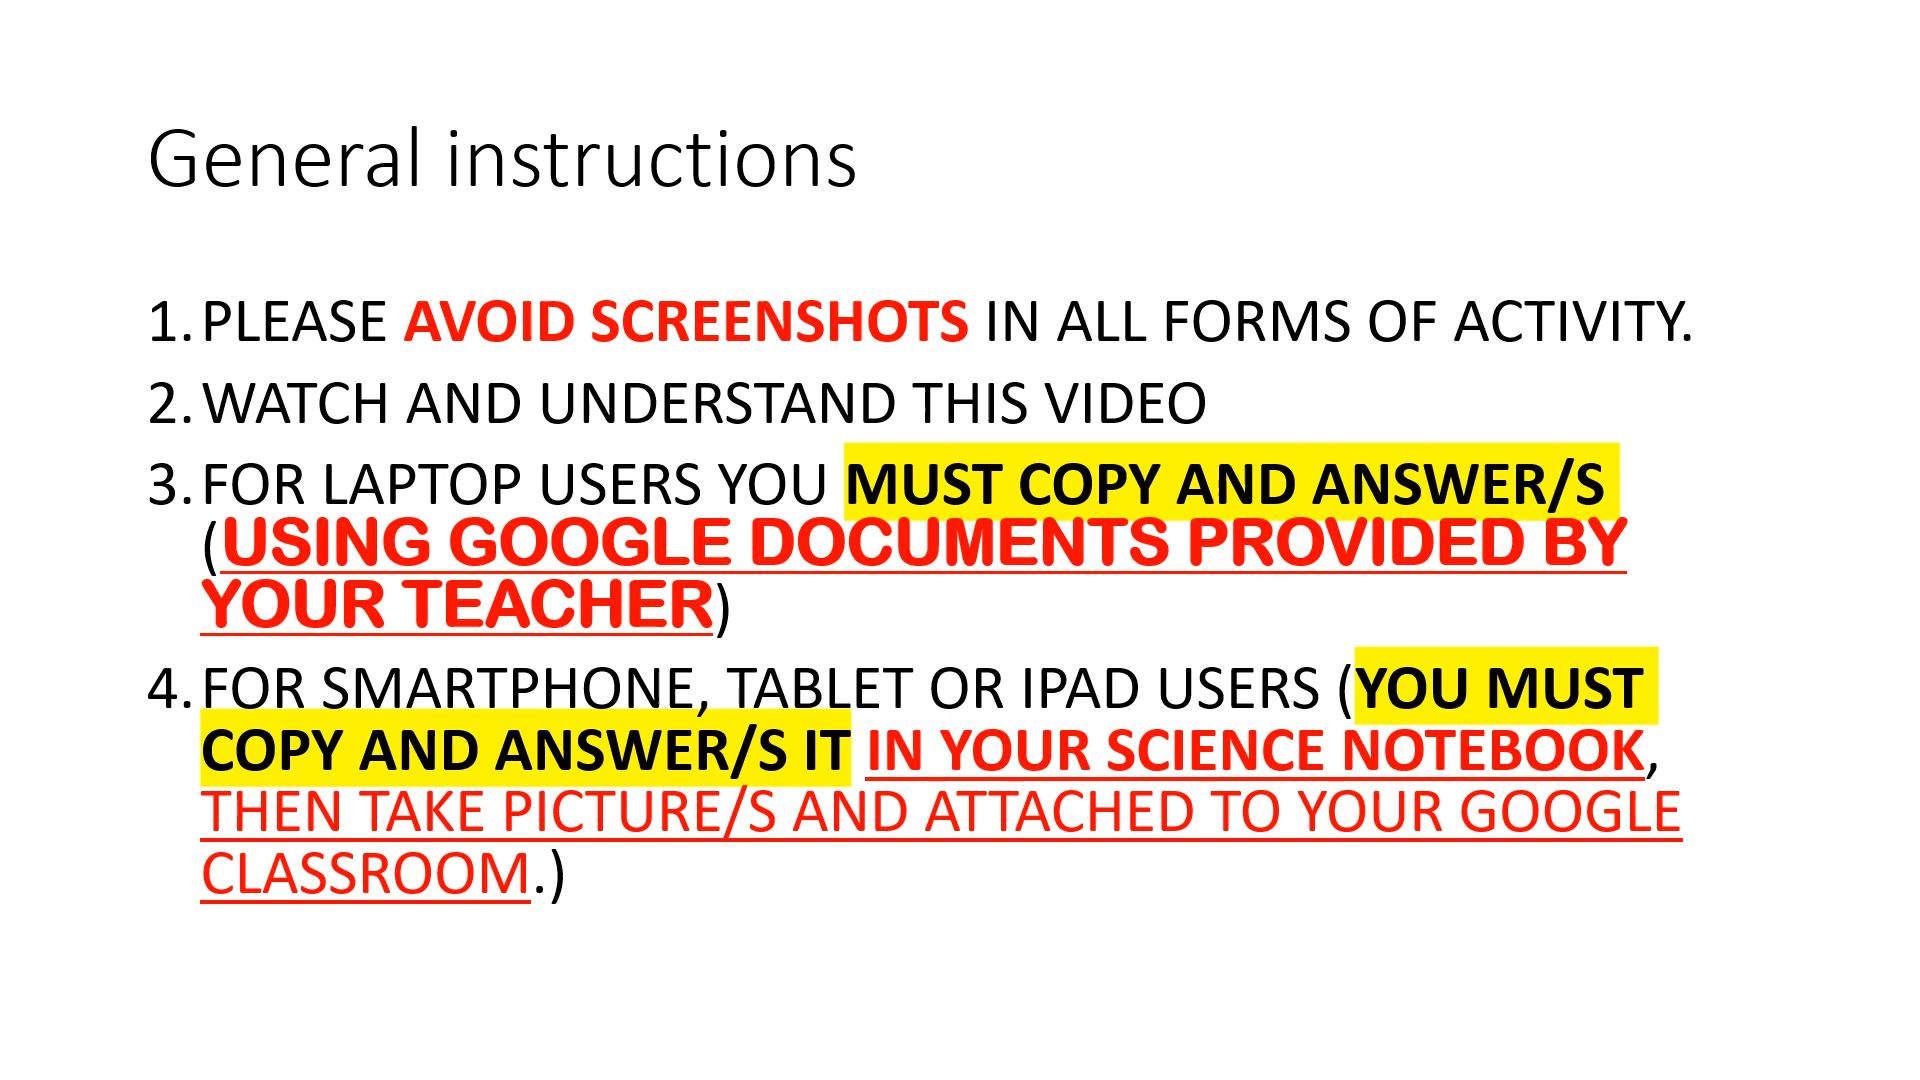 General instructions
1. PLEASE AVOID SCREENSHOTS IN ALL FORMS OF ACTIVITY.
2. WATCH AND UNDERSTAND THIS VIDEO
3. FOR LAPTOP USERS YOU MUST COPY AND ANSWER/S
(USING GOOGLE DOCUMENTS PROVIDED BY
YOUR TEACHER)
4. FOR SMARTPHONE, TABLET OR IPAD USERS (YOU MUST
COPY AND ANSWER/S IT IN YOUR SCIENCE NOTEBOOK,
THEN TAKE PICTURE/S AND ATTACHED TO YOUR GOOGLE
CLASSROOM.)